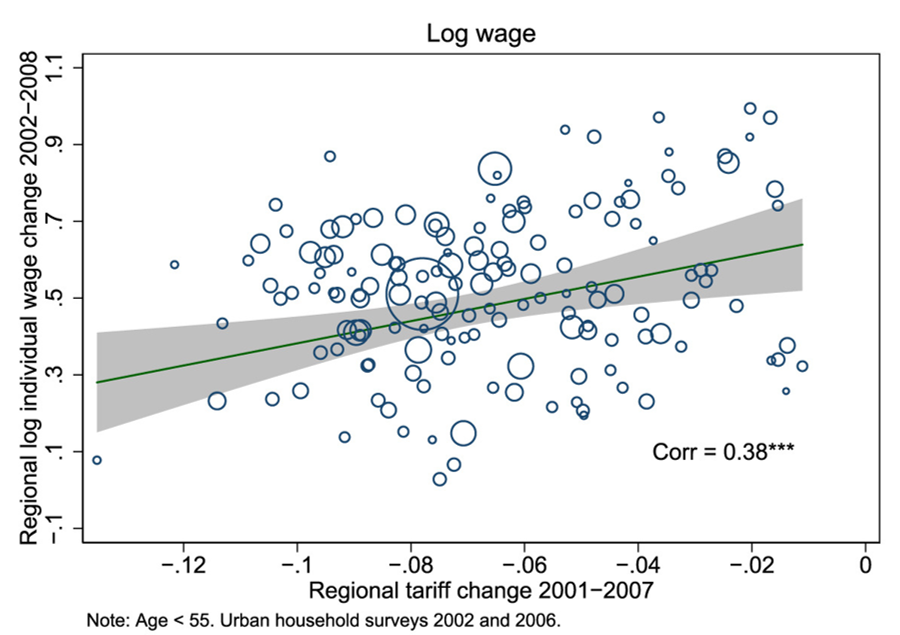 Log wage
Regional log individual wage change 2002−2008
1.1
.9
.7
.5
.3
.1
−.1
Corr = 0.38***
−.12
−.1
−.08
−.06
−.04
−.02
0
Regional tariff change 2001−2007
Note: Age < 55. Urban household surveys 2002 and 2006.